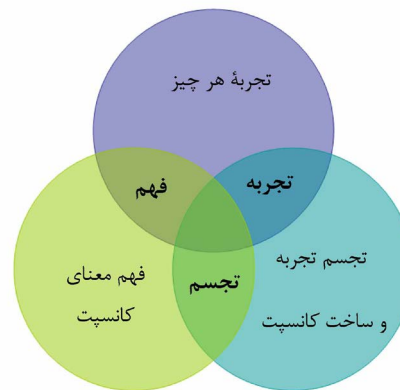 تجربهٔ هر چیز
فهم
تجربه
تجسم
تجسم تجربه
و ساخت کانسپت
فهم معنای
کانسپت